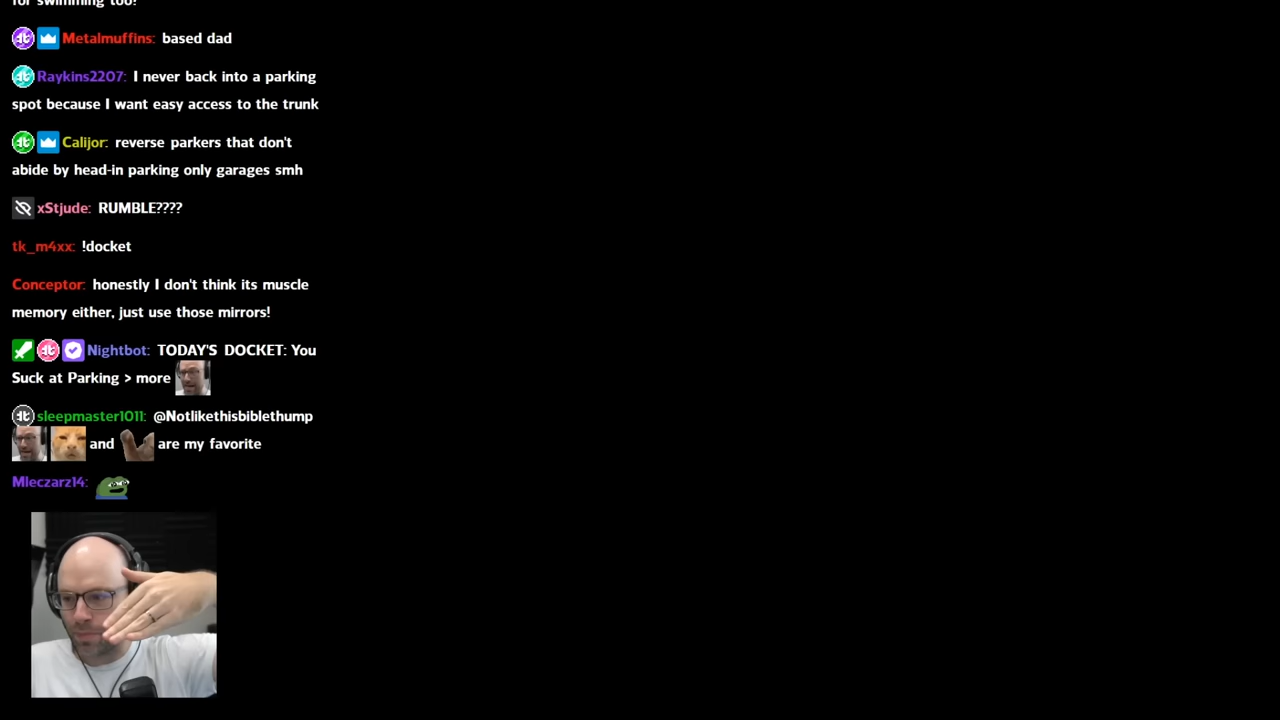 for swimming too!
Metalmuffins: based dad
Raykins2207: I never back into a parking
spot because I want easy access to the trunk
Calijor: reverse parkers that don't
abide by head-in parking only garages smh
xStjude: RUMBLE????
tk_m4xx: !docket
Conceptor: honestly I don't think its muscle
memory either, just use those mirrors!
Nightbot: TODAY'S DOCKET: You
Suck at Parking > more
sleepmaster1011: @Notlikethisbiblethump
and are my favorite
Mleczarz14: